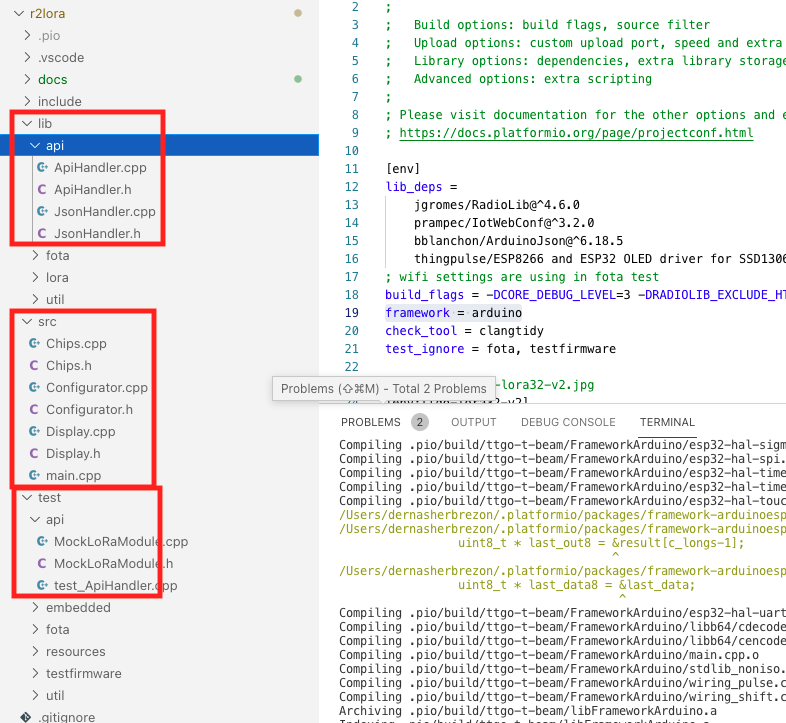 r2lora
.pio
.vscode
docs
include
lib
api
ApiHandler.cpp
ApiHandler.h
JsonHandler.cpp
JsonHandler.h
fota
lora
util
src
Chips.cpp
Chips.h
Configurator.cpp
Configurator.h
Display.cpp
Display.h
main.cpp
test
api
MockLoRaModule.cpp
MockLoRaModule.h
test_ApiHandler.cpp
embedded
fota
resources
testfirmware
util
.gitignore
2 ;
3 ; Build options: build flags, source filter
4 ; Upload options: custom upload port, speed and extra
5 ; Library options: dependencies, extra library storage
6 ; Advanced options: extra scripting
7 ;
8 ; Please visit documentation for the other options and e
9 ; https://docs.platformio.org/page/projectconf.html
10
11 [env]
12 lib_deps =
13 jgromes/RadioLib@^4.6.0
14 prampec/IotWebConf@^3.2.0
15 bblanchon/ArduinoJson@^6.18.5
16 thingpulse/ESP8266 and ESP32 OLED driver for SSD1306
17 ; wifi settings are using in fota test
18 build_flags = -DCORE_DEBUG_LEVEL=3 -DRADIOLIB_EXCLUDE_HT
19 framework = arduino
20 check_tool = clangtidy
21 test_ignore = fota, testfirmware
22
-lora32-v2.jpg
Problems (⇧⌘M) - Total 2 Problems
PROBLEMS 2 OUTPUT DEBUG CONSOLE TERMINAL
Compiling .pio/build/ttgo-t-beam/FrameworkArduino/esp32-hal-sigm
Compiling .pio/build/ttgo-t-beam/FrameworkArduino/esp32-hal-spi.
Compiling .pio/build/ttgo-t-beam/FrameworkArduino/esp32-hal-time
Compiling .pio/build/ttgo-t-beam/FrameworkArduino/esp32-hal-time
Compiling .pio/build/ttgo-t-beam/FrameworkArduino/esp32-hal-touc
/Users/dernasherbrezon/.platformio/packages/framework-arduinoesp
/Users/dernasherbrezon/.platformio/packages/framework-arduinoesp
uint8_t * last_out8 = &result[c_longs-1];
^
/Users/dernasherbrezon/.platformio/packages/framework-arduinoesp
uint8_t * last_data8 = &last_data;
^
Compiling .pio/build/ttgo-t-beam/FrameworkArduino/esp32-hal-uart
Compiling .pio/build/ttgo-t-beam/FrameworkArduino/libb64/cdecode
Compiling .pio/build/ttgo-t-beam/FrameworkArduino/libb64/cencode
Compiling .pio/build/ttgo-t-beam/FrameworkArduino/main.cpp.o
Compiling .pio/build/ttgo-t-beam/FrameworkArduino/stdlib_noniso.
Compiling .pio/build/ttgo-t-beam/FrameworkArduino/wiring_pulse.c
Compiling .pio/build/ttgo-t-beam/FrameworkArduino/wiring_shift.c
Archiving .pio/build/ttgo-t-beam/libFrameworkArduino.a